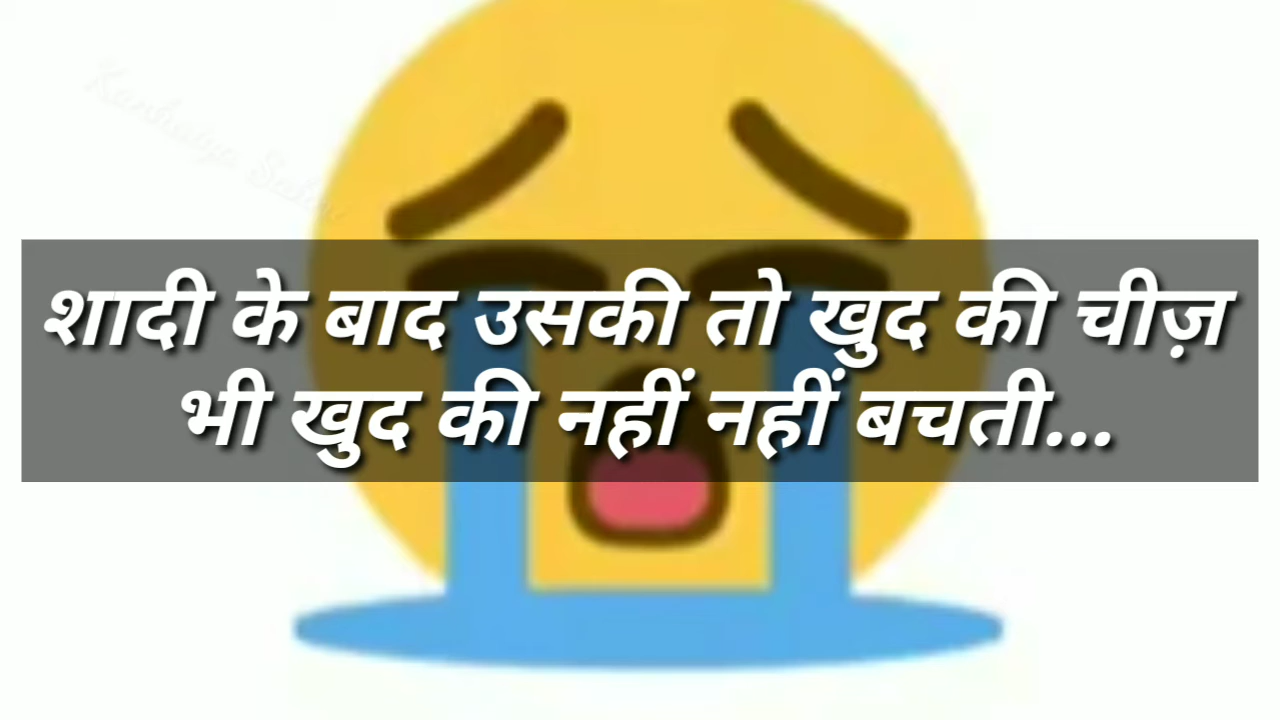 शादी के बाद उसकी तो खुद की चीज़
भी खुद की नहीं नहीं बचती...